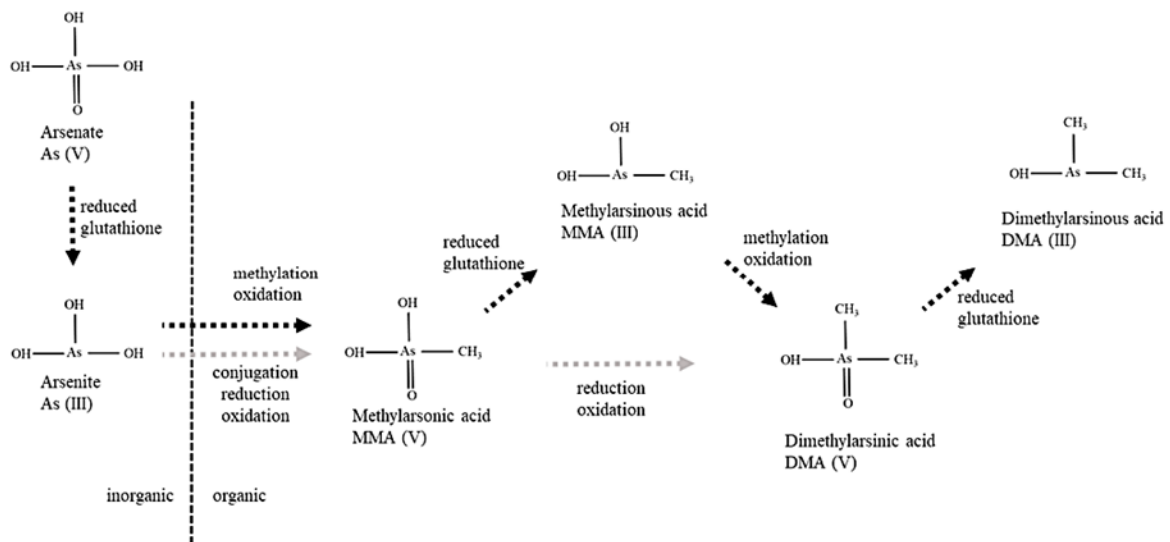 OH
OH
As
OH
O
Arsenate
As (V)
reduced
glutathione
OH
OH
As
OH
Arsenite
As (III)
inorganic
organic
methylation
oxidation
conjugation
reduction
oxidation
OH
OH
As
CH3
O
Methylarsonic acid
MMA (V)
reduced
glutathione
OH
OH
As
CH3
Methylarsinous acid
MMA (III)
reduction
oxidation
methylation
oxidation
CH3
OH
As
CH3
O
Dimethylarsinic acid
DMA (V)
reduced
glutathione
CH3
OH
As
CH3
Dimethylarsinous acid
DMA (III)